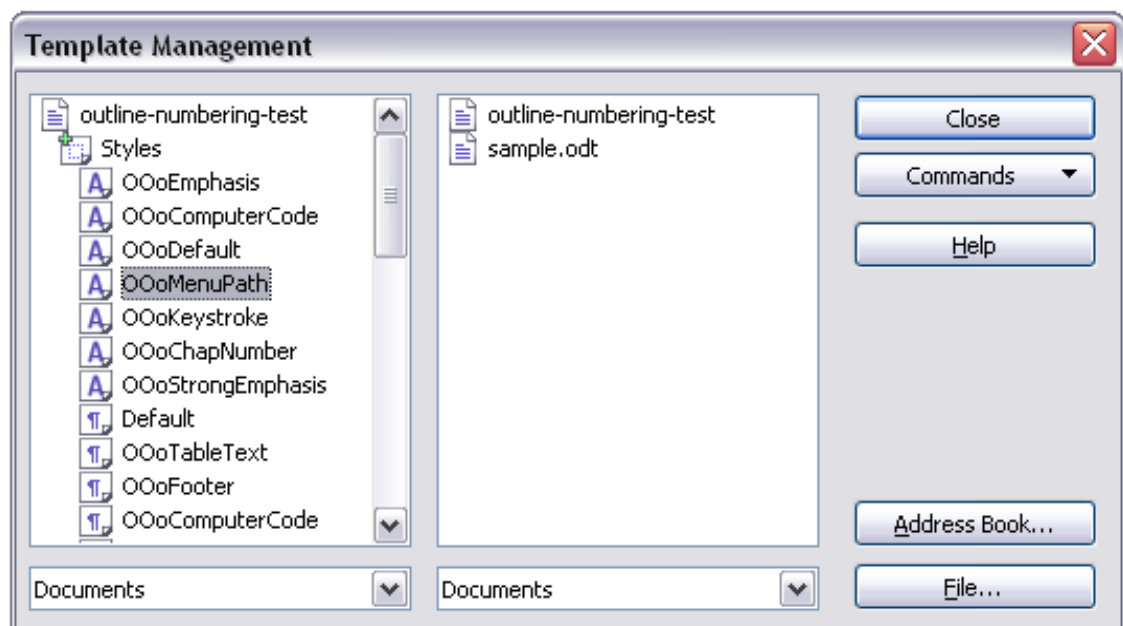 Template Management
outline-numbering-test
Styles
OOoEmphasis
OOoComputerCode
OOoDefault
OOoMenuPath
OOoKeystroke
OOoChapNumber
OOoStrongEmphasis
Default
OOoTableText
OOoFooter
OOoComputerCode
Documents
outline-numbering-test
sample.odt
Documents
Close
Commands
Help
Address Book...
File...